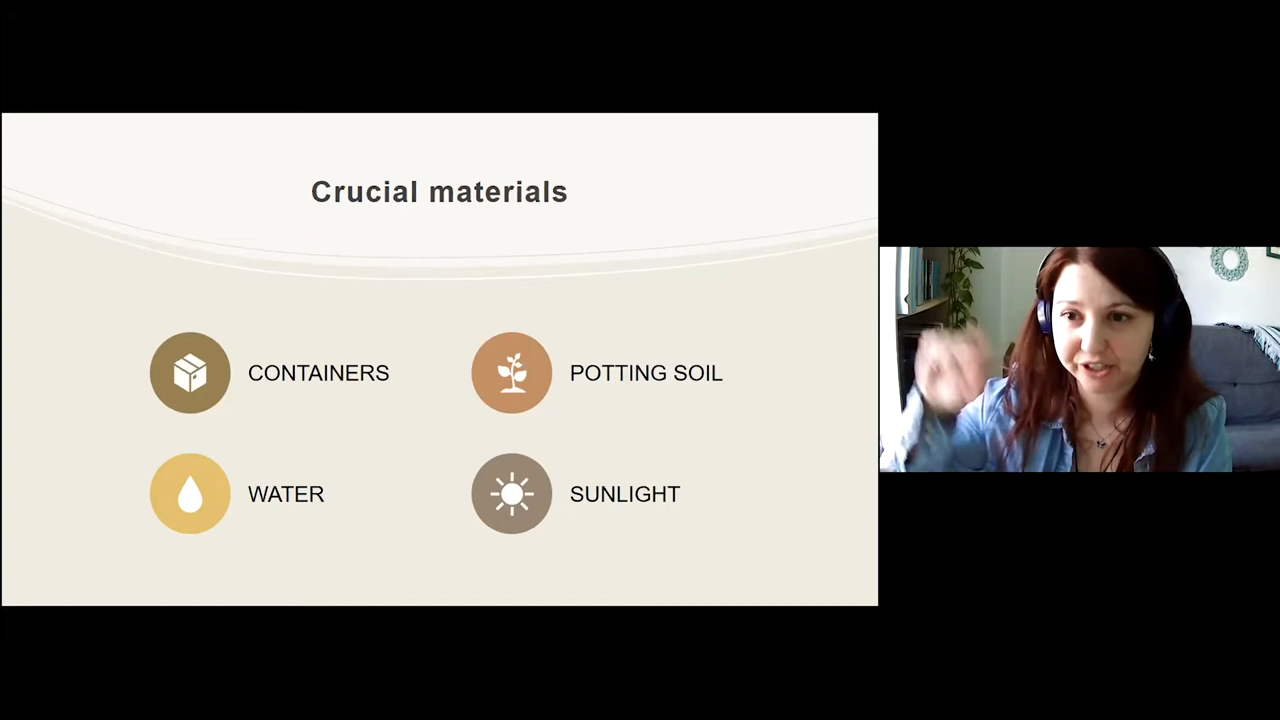 Crucial materials
CONTAINERS
POTTING SOIL
WATER
SUNLIGHT